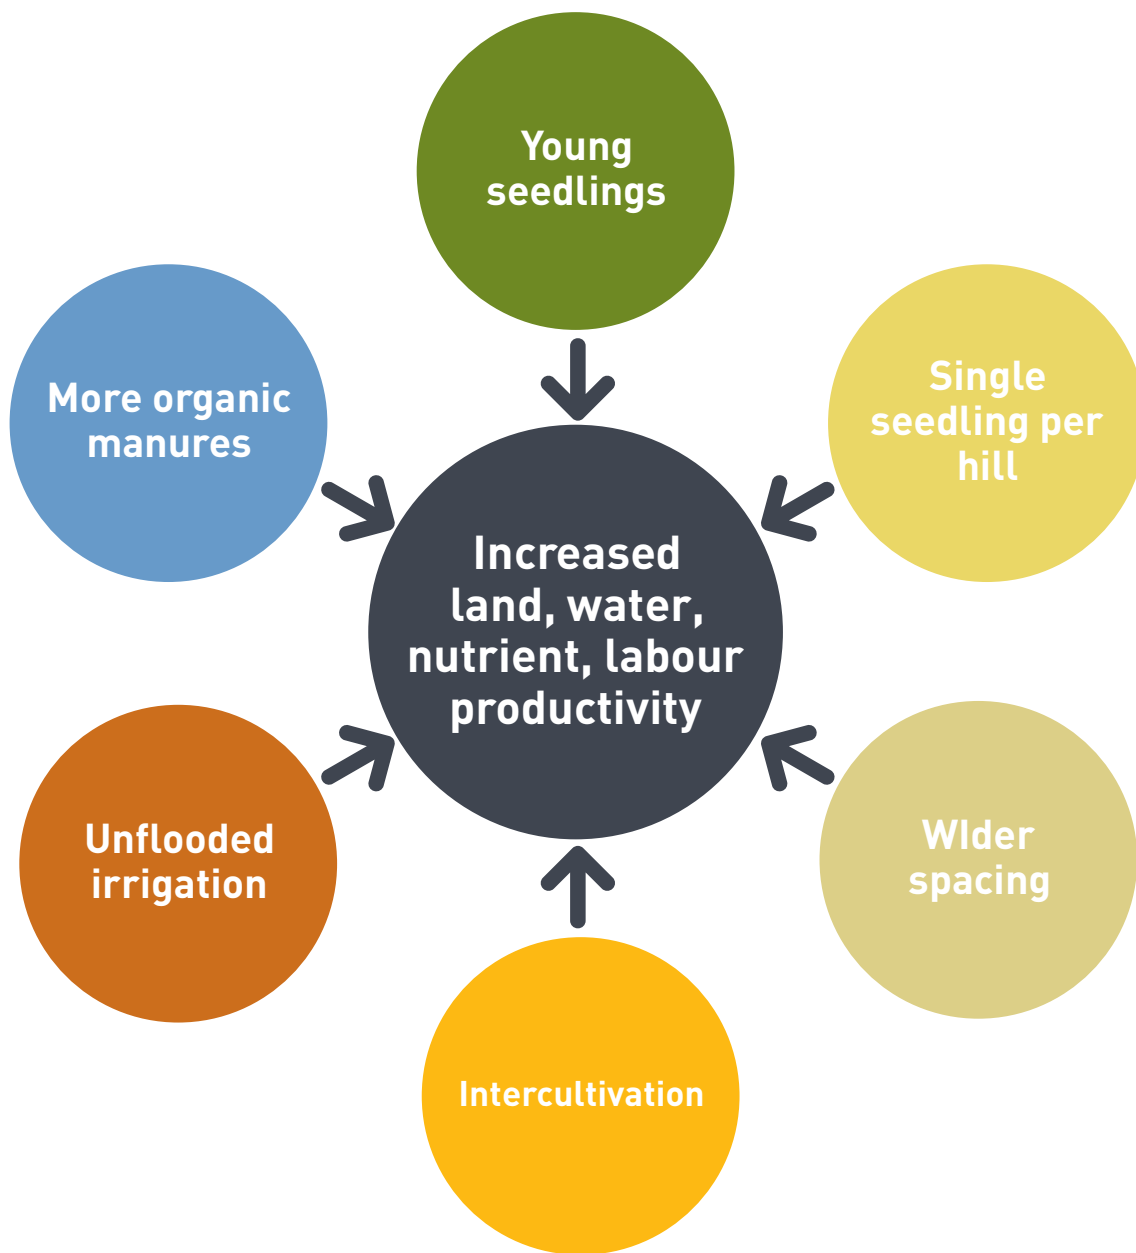 Young
seedlings
More organic
manures
Single
seedling per
hill
Increased
land, water,
nutrient, labour
productivity
Unflooded
irrigation
WIder
spacing
Intercultivation